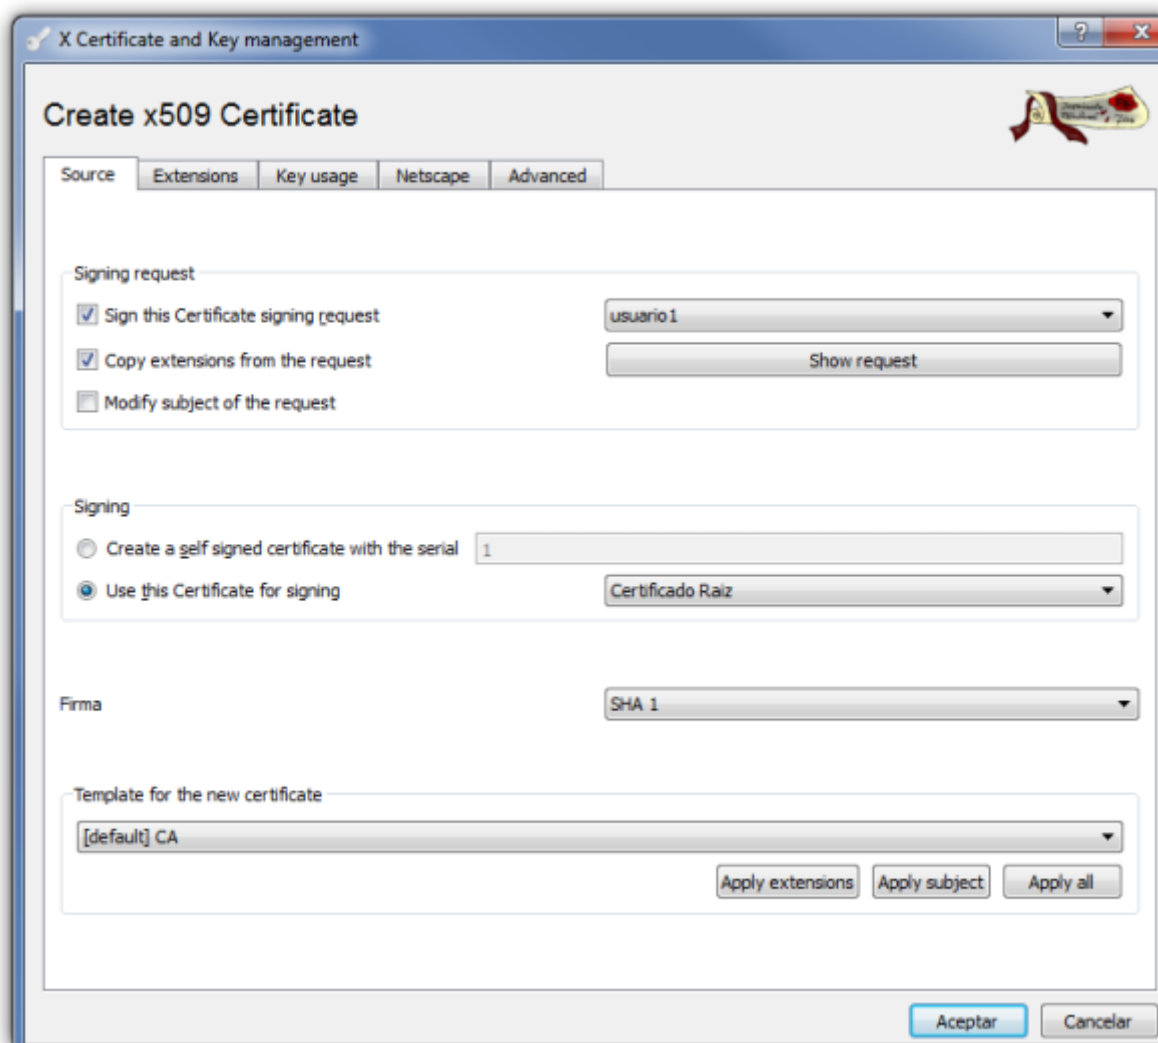 X Certificate and Key management
Create x509 Certificate
Source Extensions Key usage Netscape Advanced
Signing request
Sign this Certificate signing request usuario1
Copy extensions from the request Show request
Modify subject of the request
Signing
Create a self signed certificate with the serial 1
Use this Certificate for signing Certificado Raiz
Firma SHA 1
Template for the new certificate
[default] CA
Apply extensions Apply subject Apply all
Aceptar Cancelar